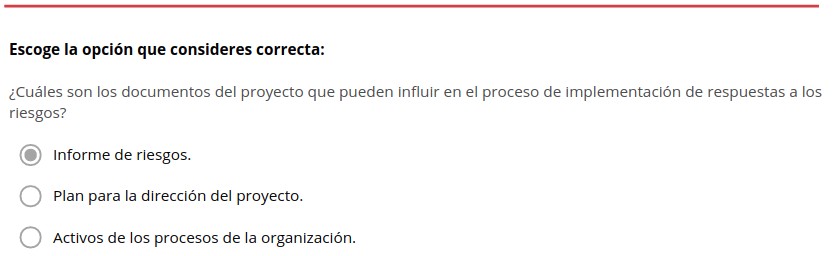 Escoge la opción que consideres correcta:
¿Cuáles son los documentos del proyecto que pueden influir en el proceso de implementación de respuestas a los
riesgos?
Informe de riesgos.
Plan para la dirección del proyecto.
Activos de los procesos de la organización.